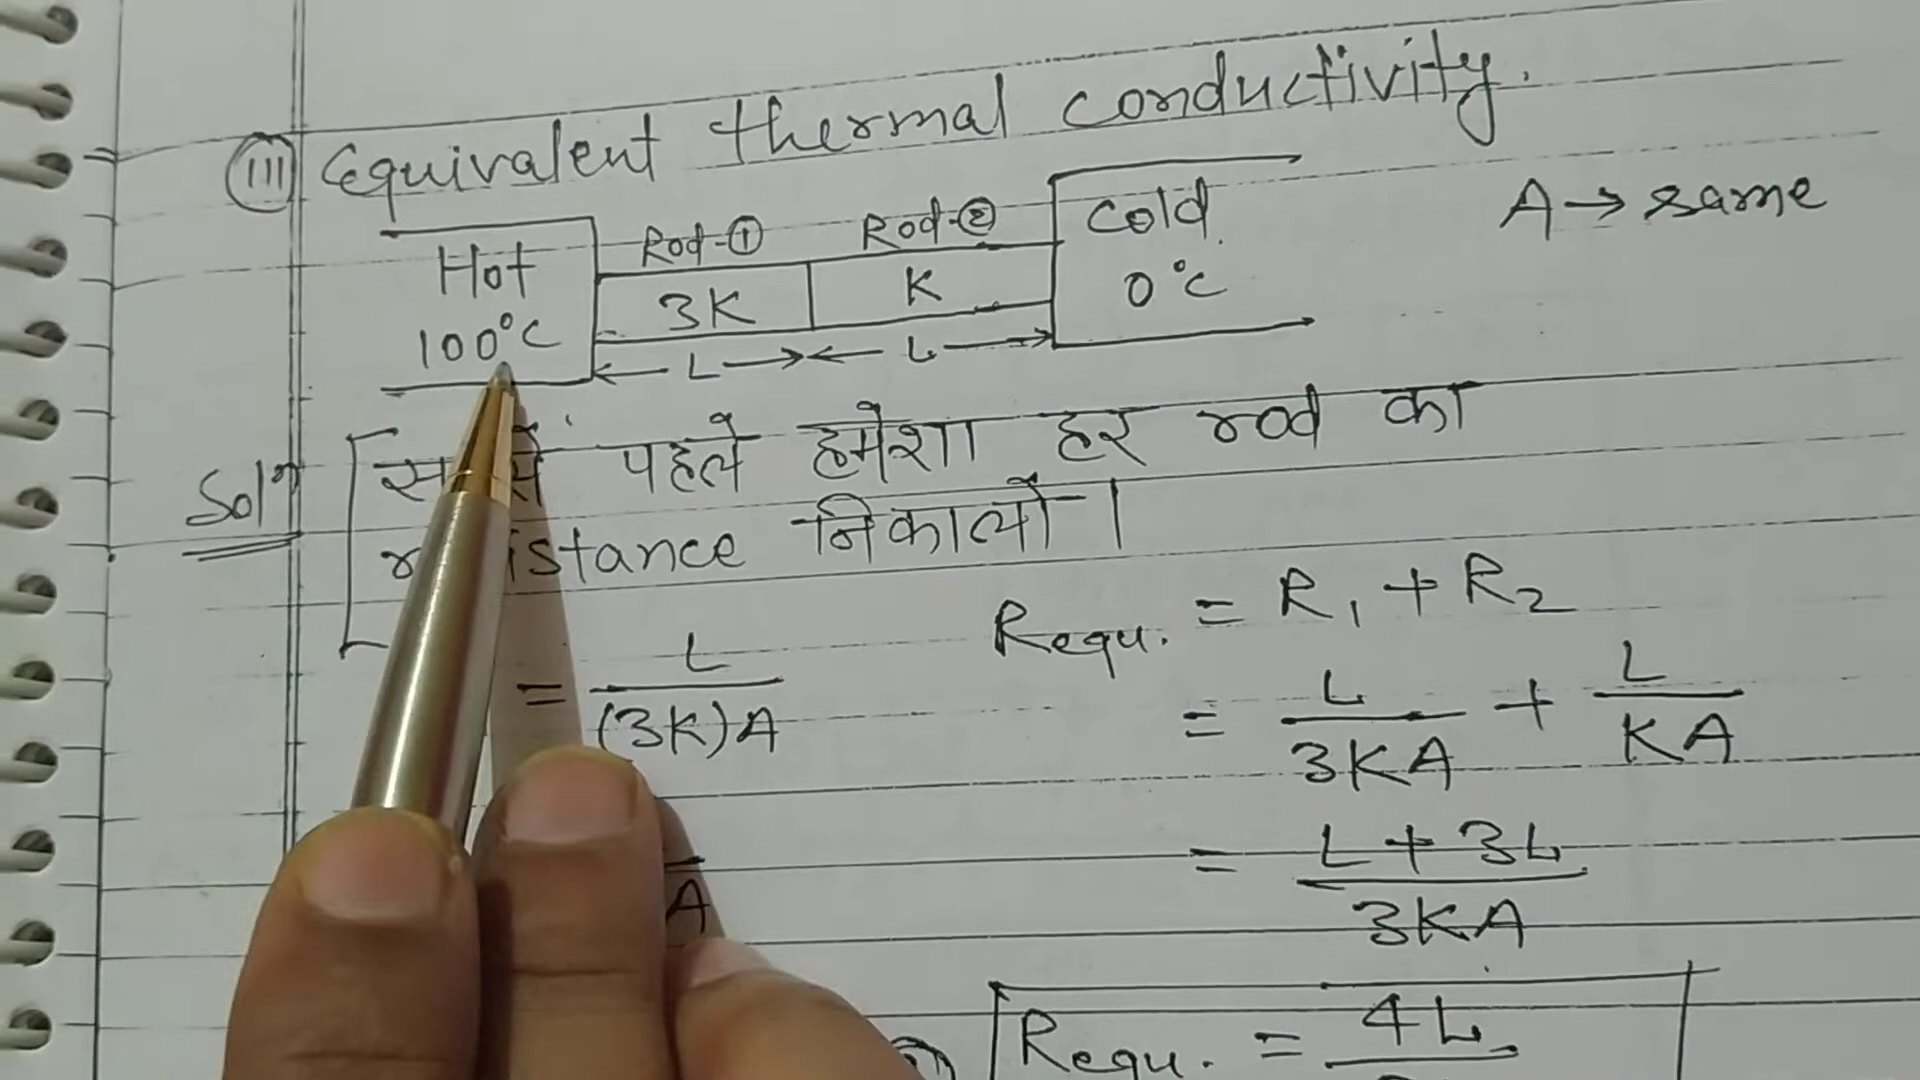 (III) Equivalent thermal conductivity.
Hot 100°C
Rod-① Rod-②
3K K
L L
Cold 0°C
A → same
Solⁿ
पहले हमेशा हर rod का
निकालों।
= L / (3K)A
A
Requ. = R₁ + R₂
= L / 3KA + L / KA
= L + 3L / 3KA
Requ. = 4L